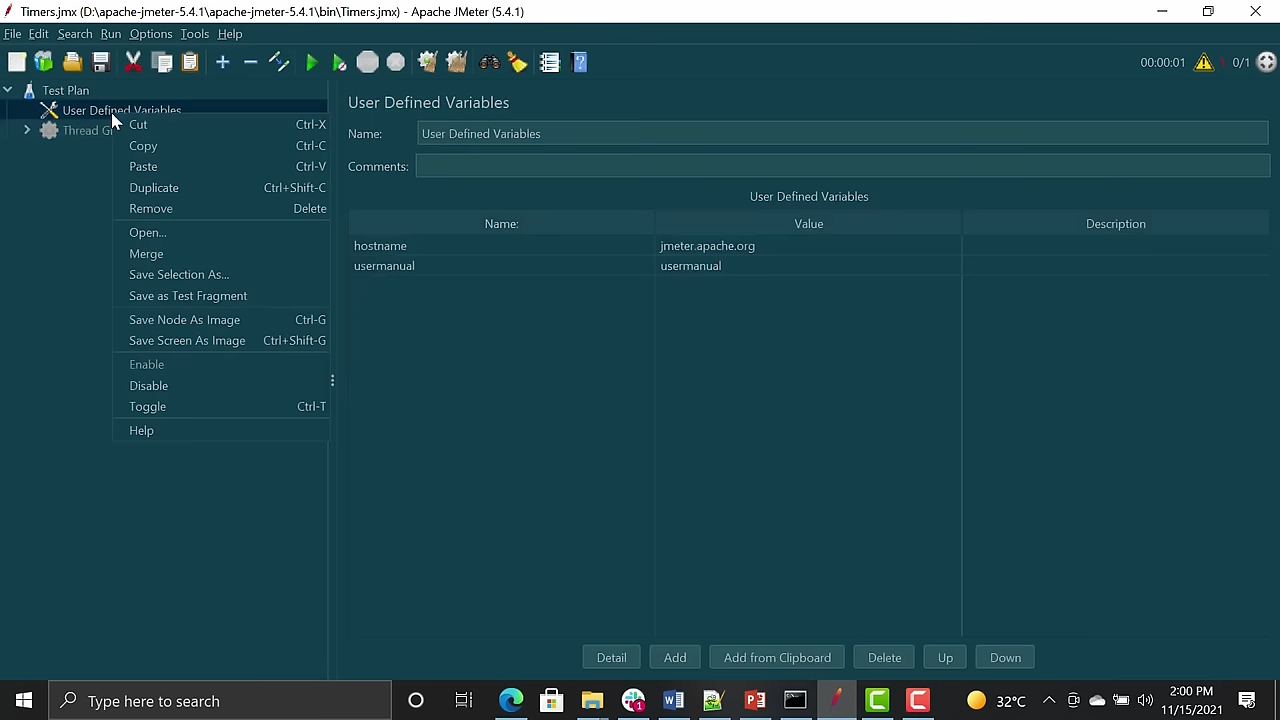 Timers.jmx (D:\apache-jmeter-5.4.1\apache-jmeter-5.4.1\bin\Timers.jmx) - Apache JMeter (5.4.1)
File Edit Search Run Options Tools Help
00:00:01 1 0/1
Test Plan
User Defined Variables
Thread
Cut Ctrl-X
Copy Ctrl-C
Paste Ctrl-V
Duplicate Ctrl+Shift-C
Remove Delete
Open...
Merge
Save Selection As...
Save as Test Fragment
Save Node As Image Ctrl-G
Save Screen As Image Ctrl+Shift-G
Enable
Disable
Toggle Ctrl-T
Help
User Defined Variables
Name: User Defined Variables
Comments:
User Defined Variables
Name: Value Description
hostname jmeter.apache.org
usermanual usermanual
Detail Add Add from Clipboard Delete Up Down
Type here to search
1
32°C
2:00 PM
11/15/2021